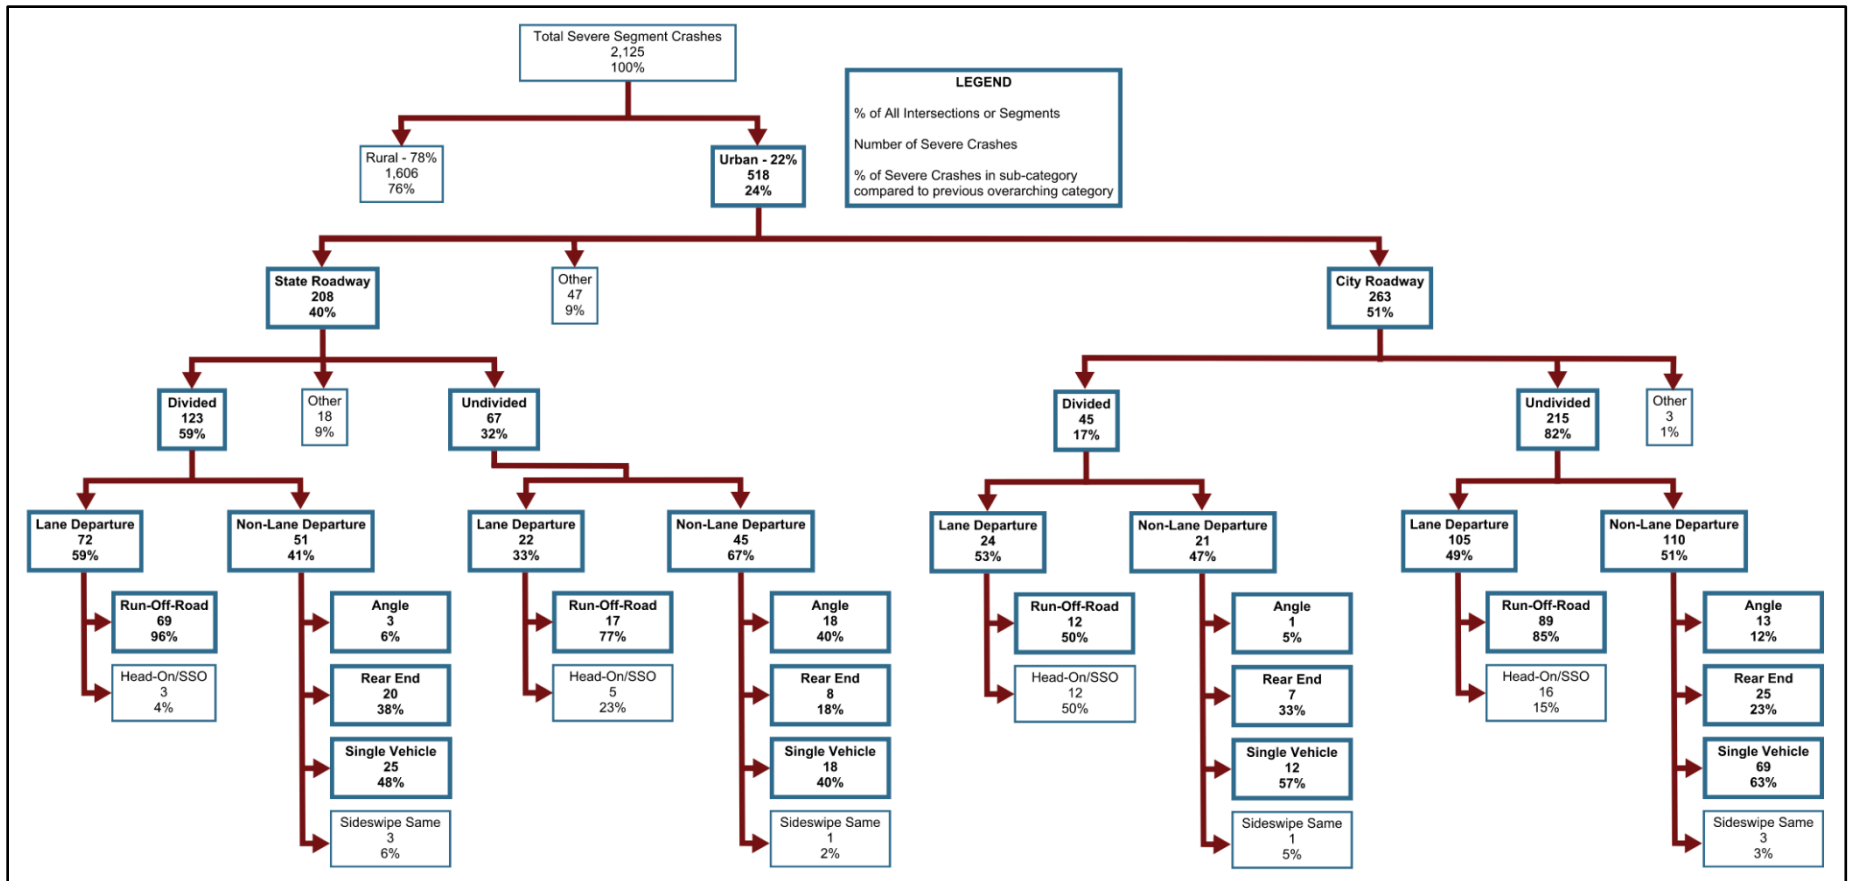 Total Severe Segment Crashes
2,125
100%
LEGEND
% of All Intersections or Segments
Number of Severe Crashes
% of Severe Crashes in sub-category
compared to previous overarching category
Rural - 78%
1,606
76%
Urban - 22%
518
24%
State Roadway
208
40%
Other
47
9%
City Roadway
263
51%
Divided
123
59%
Other
18
9%
Undivided
67
32%
Divided
45
17%
Undivided
215
82%
Other
3
1%
Lane Departure
72
59%
Non-Lane Departure
51
41%
Lane Departure
22
33%
Non-Lane Departure
45
67%
Lane Departure
24
53%
Non-Lane Departure
21
47%
Lane Departure
105
49%
Non-Lane Departure
110
51%
Run-Off-Road
69
96%
Head-On/SSO
3
4%
Angle
3
6%
Rear End
20
38%
Single Vehicle
25
48%
Sideswipe Same
3
6%
Run-Off-Road
17
77%
Head-On/SSO
5
23%
Angle
18
40%
Rear End
8
18%
Single Vehicle
18
40%
Sideswipe Same
1
2%
Run-Off-Road
12
50%
Head-On/SSO
12
50%
Angle
1
5%
Rear End
7
33%
Single Vehicle
12
57%
Sideswipe Same
1
5%
Run-Off-Road
89
85%
Head-On/SSO
16
15%
Angle
13
12%
Rear End
25
23%
Single Vehicle
69
63%
Sideswipe Same
3
3%